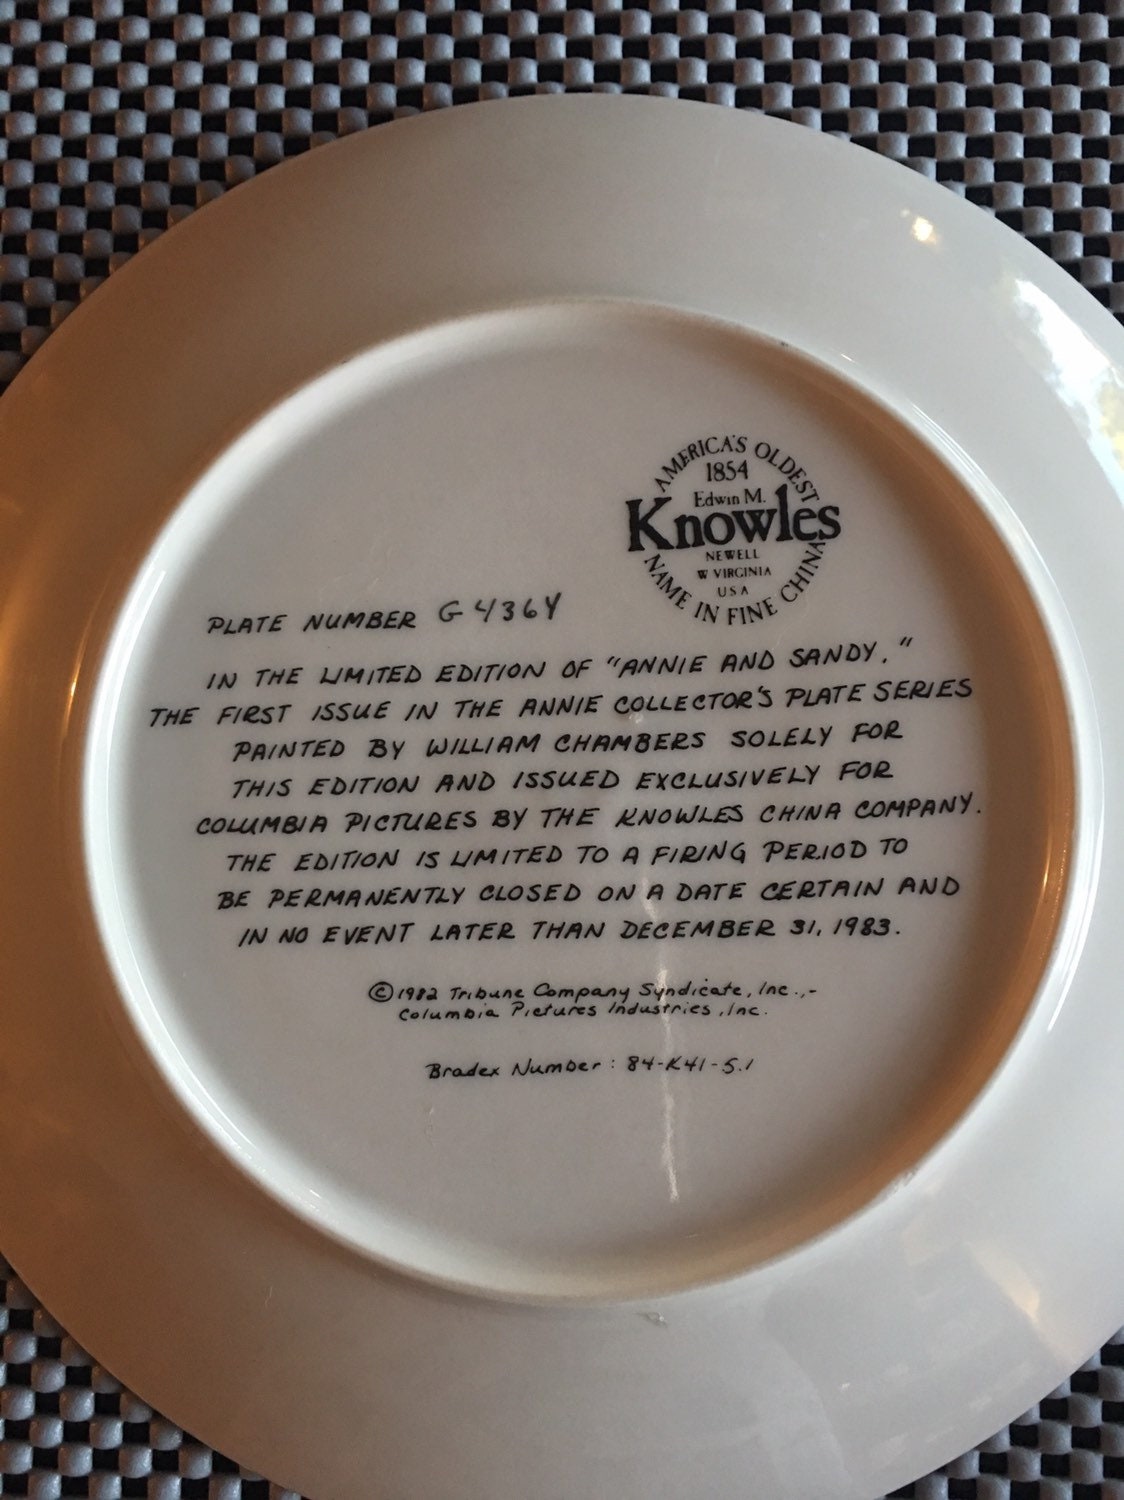 AMERICA'S OLDEST
1854
Edwin M.
Knowles
NEWELL
W VIRGINIA
USA
NAME IN FINE CHINA
PLATE NUMBER G436Y
IN THE LIMITED EDITION OF "ANNIE AND SANDY."
THE FIRST ISSUE IN THE ANNIE COLLECTOR'S PLATE SERIES
PAINTED BY WILLIAM CHAMBERS SOLELY FOR
THIS EDITION AND ISSUED EXCLUSIVELY FOR
COLUMBIA PICTURES BY THE KNOWLES CHINA COMPANY.
THE EDITION IS LIMITED TO A FIRING PERIOD TO
BE PERMANENTLY CLOSED ON A DATE CERTAIN AND
IN NO EVENT LATER THAN DECEMBER 31, 1983.
©1982 Tribune Company Syndicate, Inc.,-
Columbia Pictures Industries, Inc.
Bradex Number: 84-K41-5.1